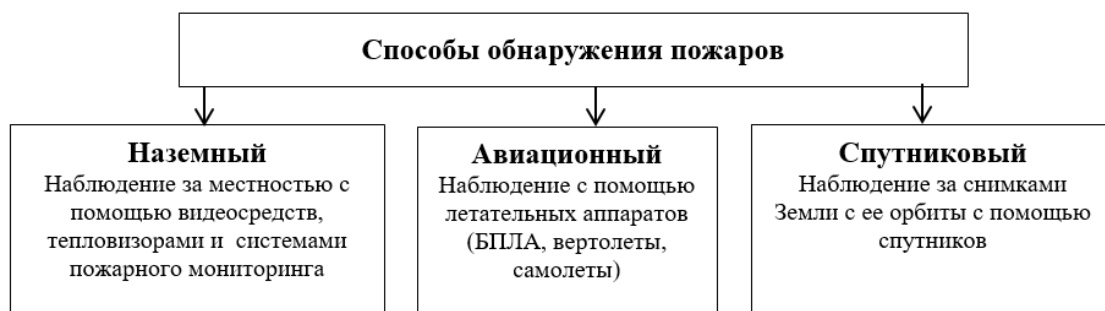 Способы обнаружения пожаров
Наземный
Наблюдение за местностью с
помощью видеосредств,
тепловизорами и системами
пожарного мониторинга
Авиационный
Наблюдение с помощью
летательных аппаратов
(БПЛА, вертолеты,
самолеты)
Спутниковый
Наблюдение за снимками
Земли с ее орбиты с помощью
спутников